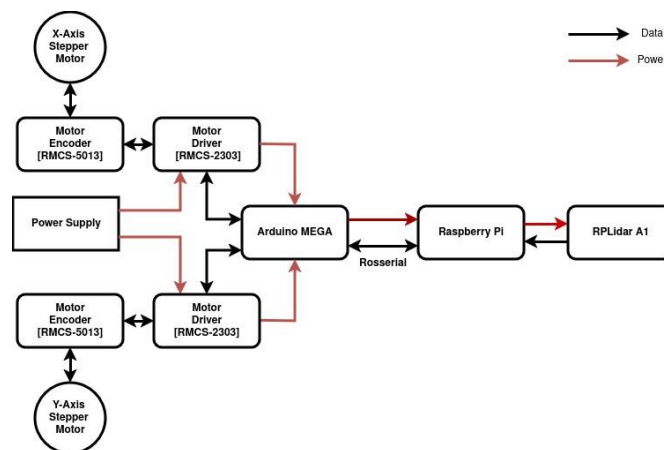 X-Axis
Stepper
Motor
Data
Power
Motor
Encoder
[RMCS-5013]
Motor
Driver
[RMCS-2303]
Power Supply
Arduino MEGA
Raspberry Pi
RPLidar A1
Rosserial
Motor
Encoder
[RMCS-5013]
Motor
Driver
[RMCS-2303]
Y-Axis
Stepper
Motor